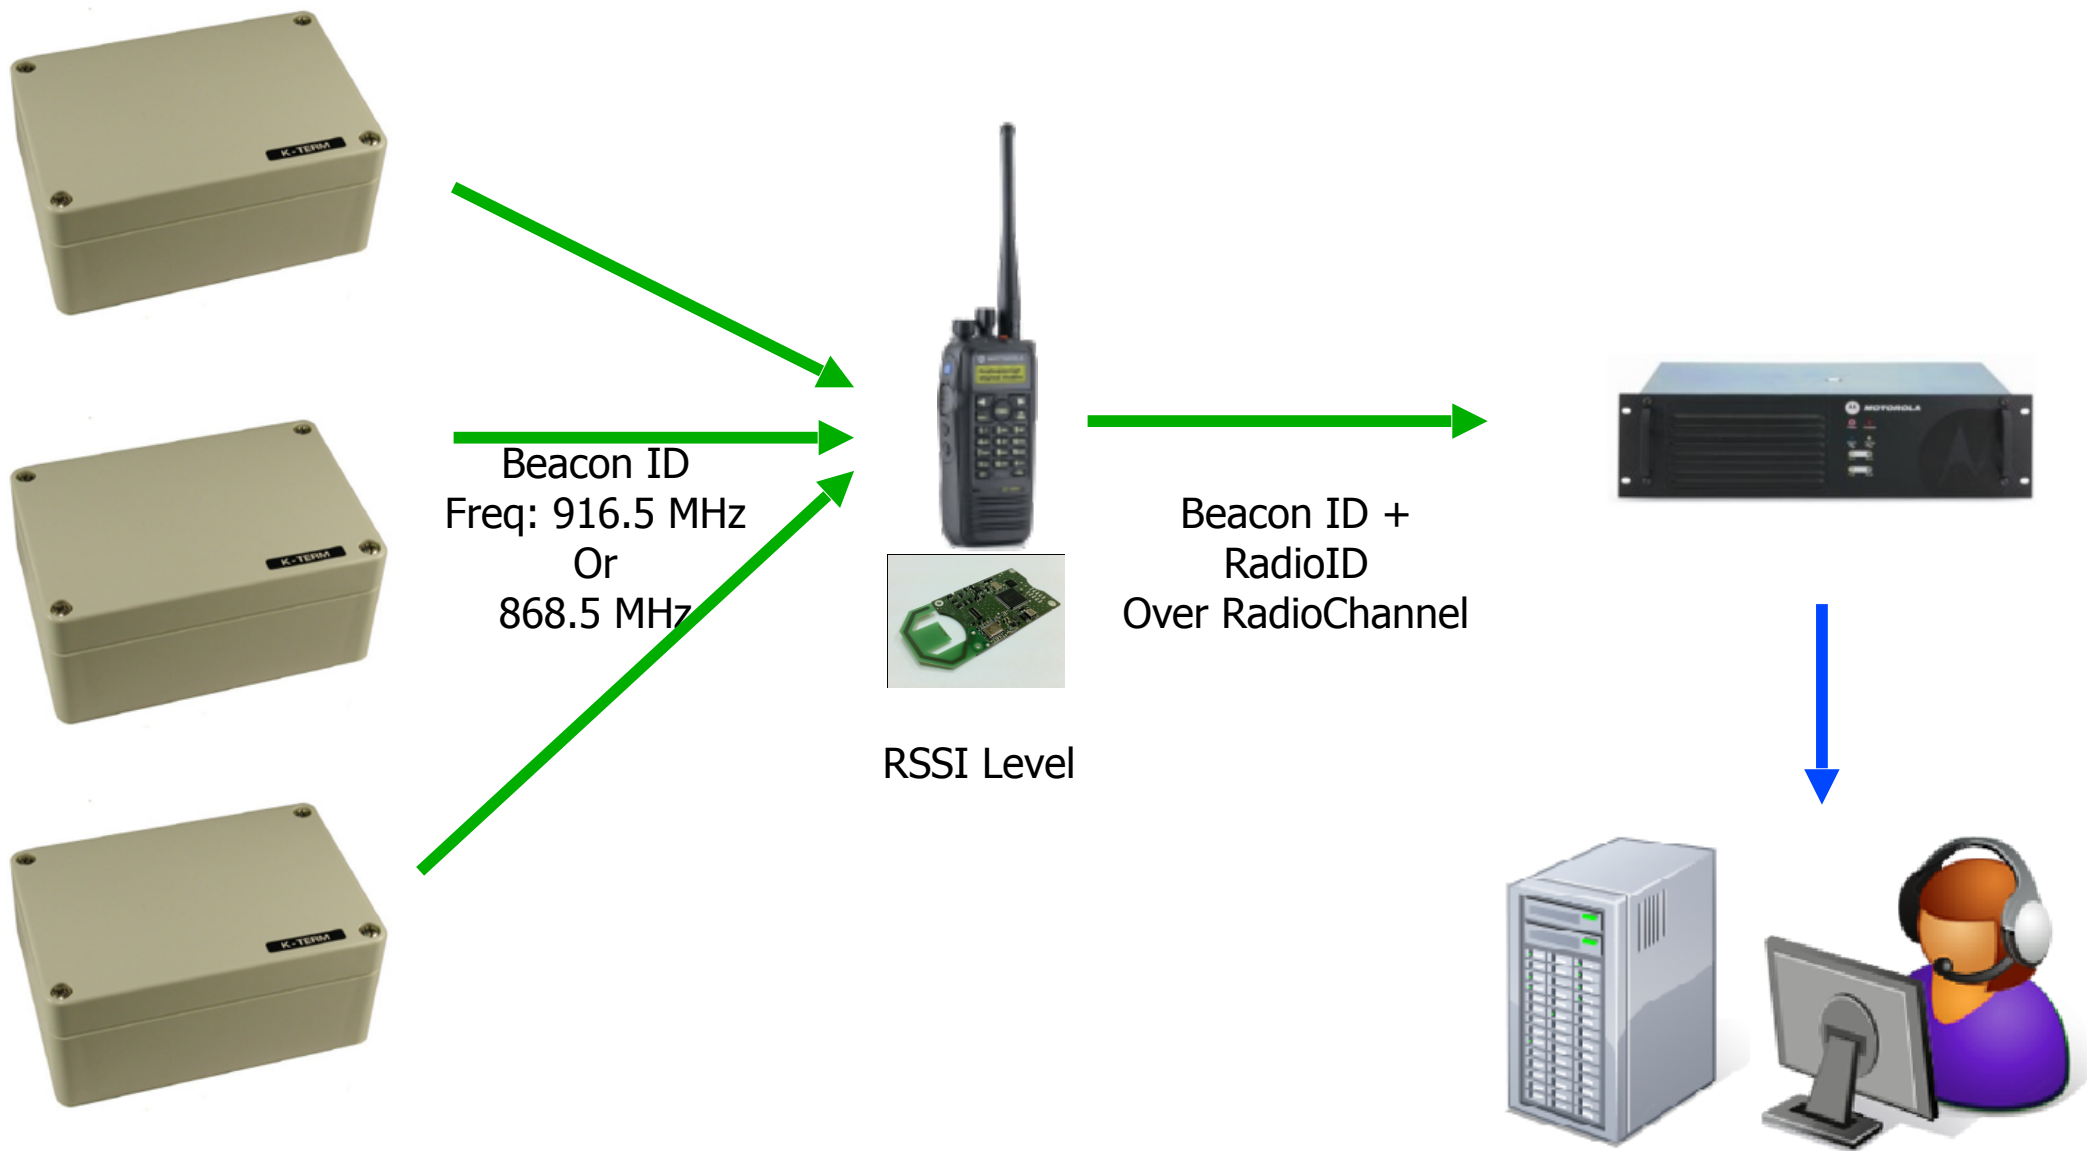 K-TERM
MOTOROLA
MOTOROLA
K-TERM
Beacon ID
Freq: 916.5 MHz
Or
868.5 MHz
Beacon ID +
RadioID
Over RadioChannel
RSSI Level
K-TERM